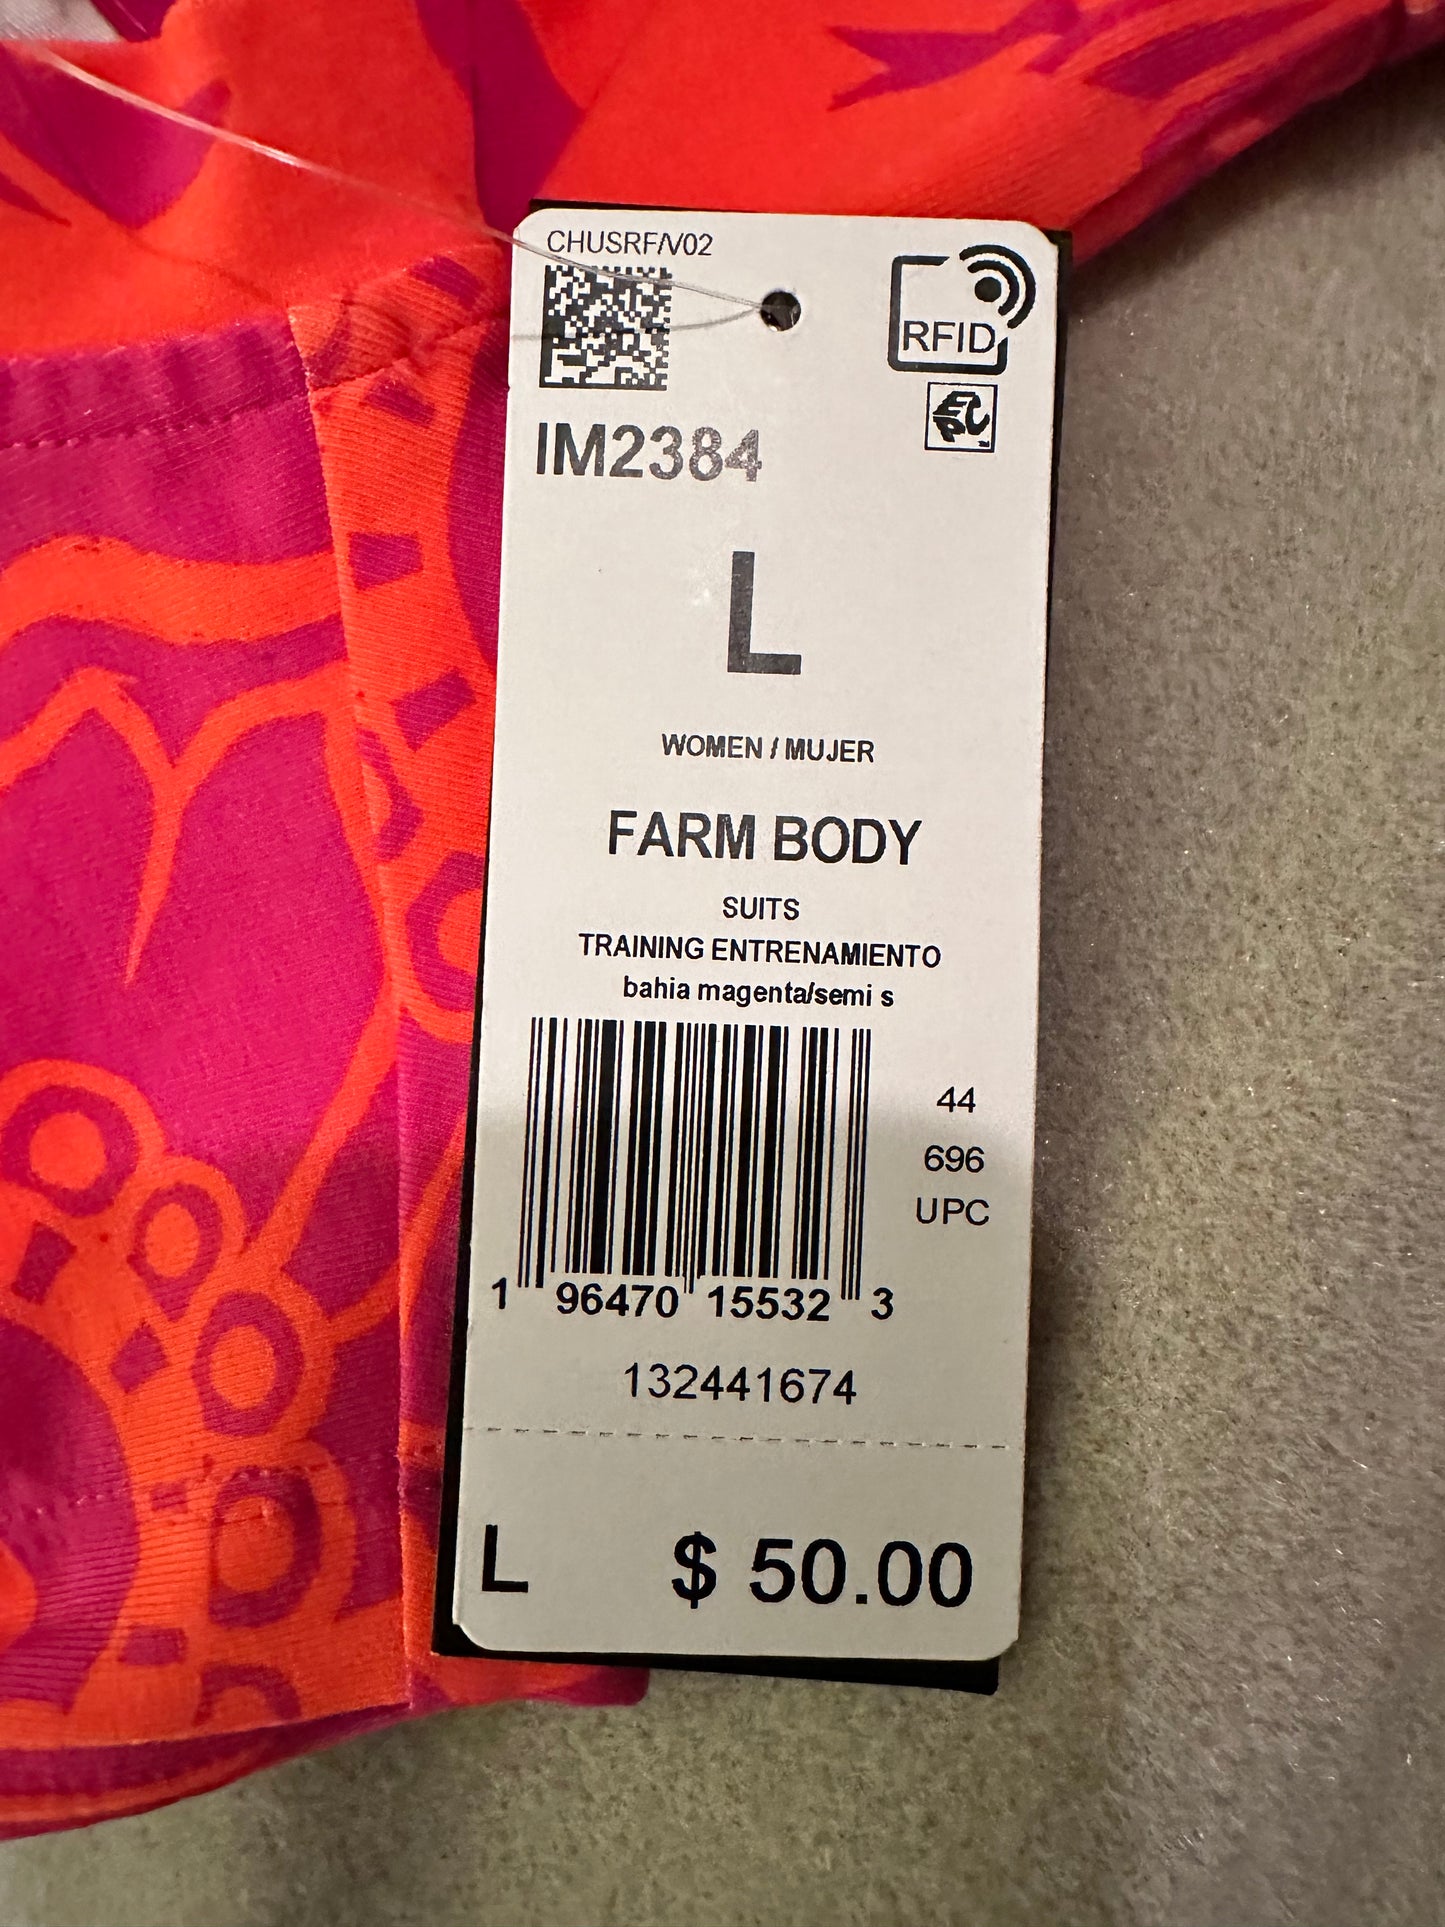 CHUSRF/V02
RFID
EPC
IM2384
L
WOMEN / MUJER
FARM BODY
SUITS
TRAINING ENTRENAMIENTO
bahia magenta/semi s
44
696
UPC
1 96470 15532 3
132441674
L $ 50.00